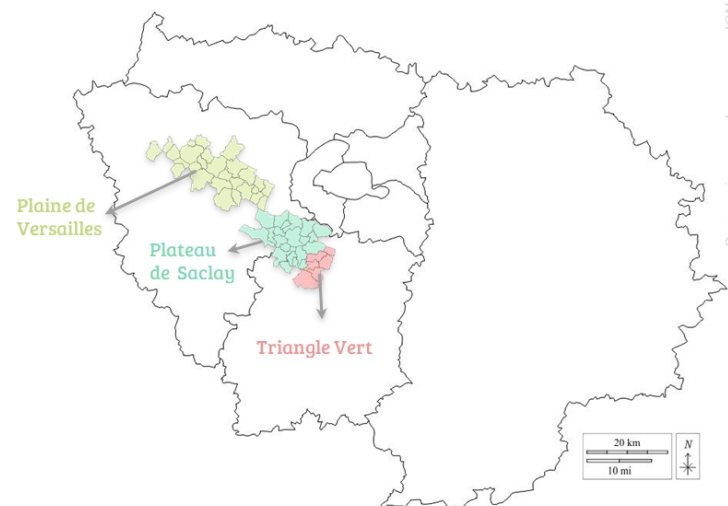 Plaine de
Versailles
Plateau
de Saclay
Triangle Vert
20 km
10 mi
N